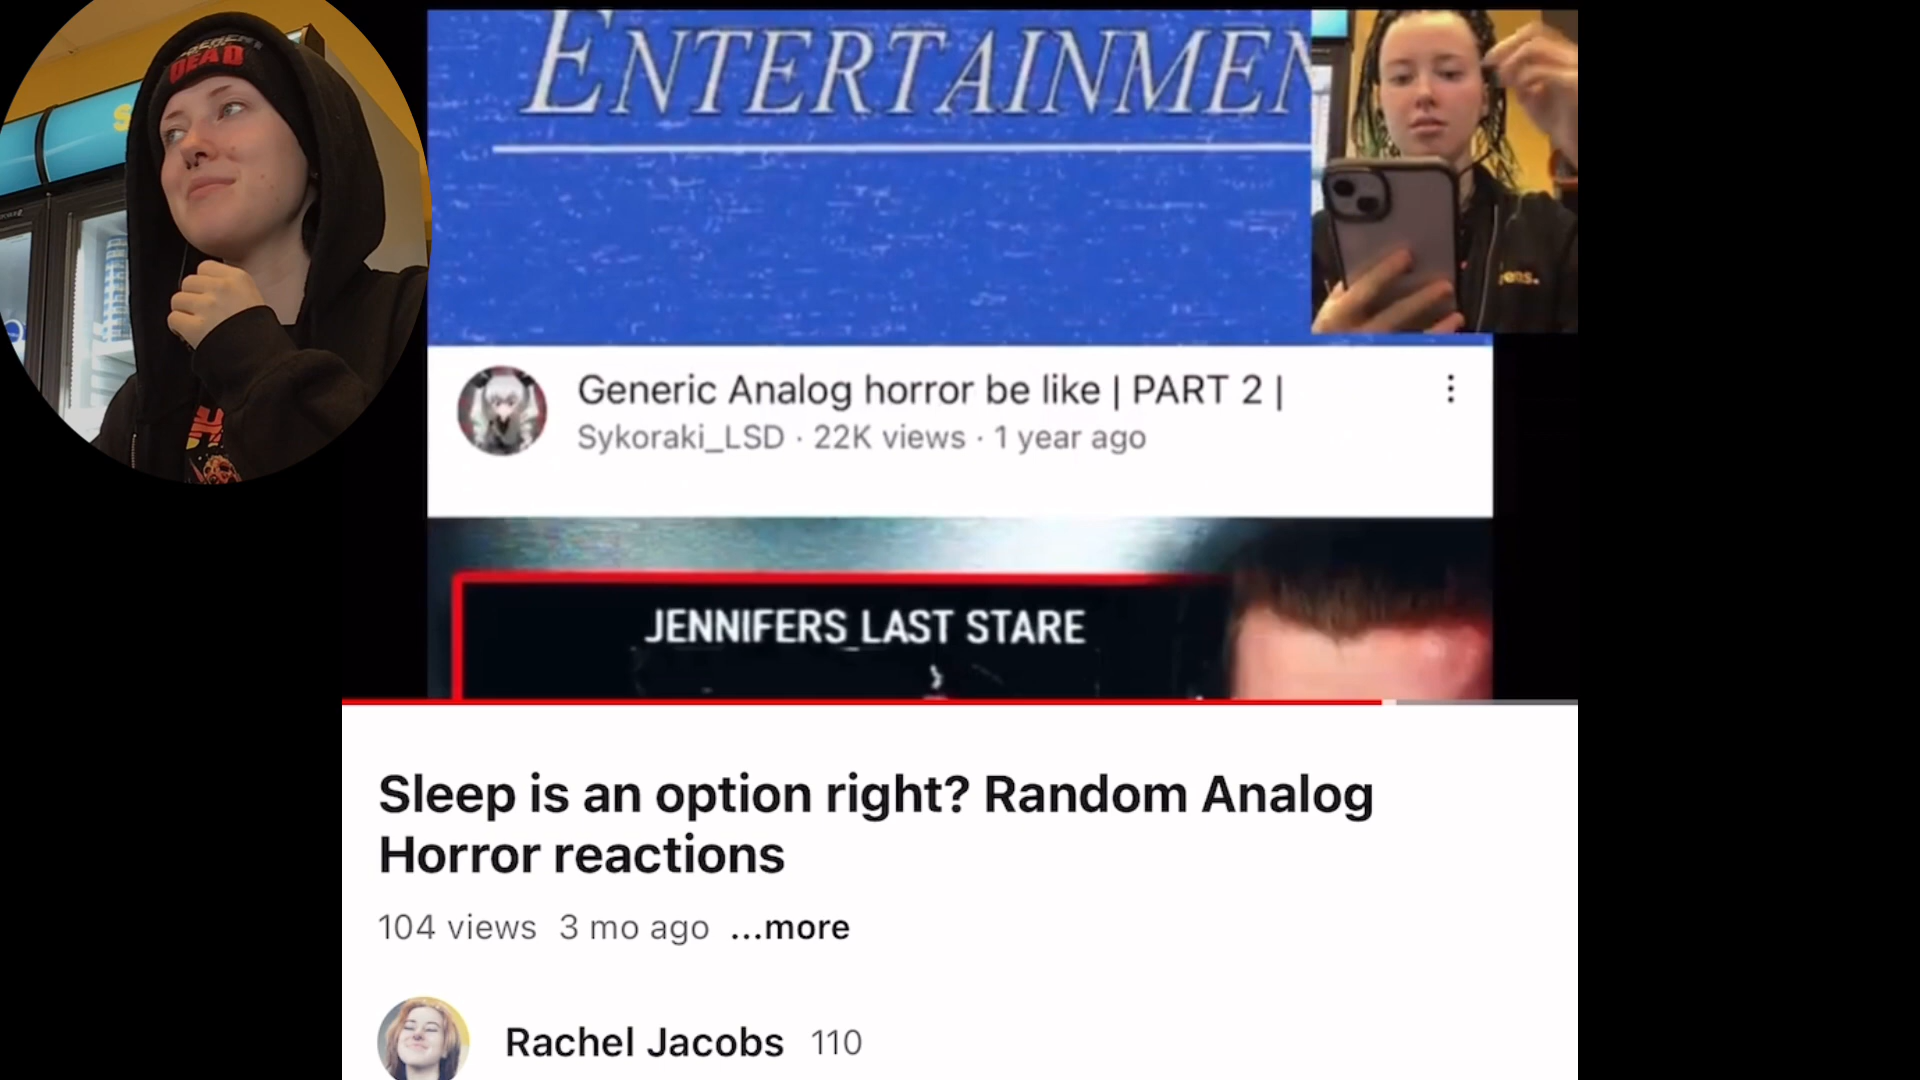 DEAD
ENTERTAINMEN
Generic Analog horror be like | PART 2 |
Sykoraki_LSD · 22K views · 1 year ago
JENNIFERS LAST STARE
Sleep is an option right? Random Analog
Horror reactions
104 views 3 mo ago ...more
Rachel Jacobs 110